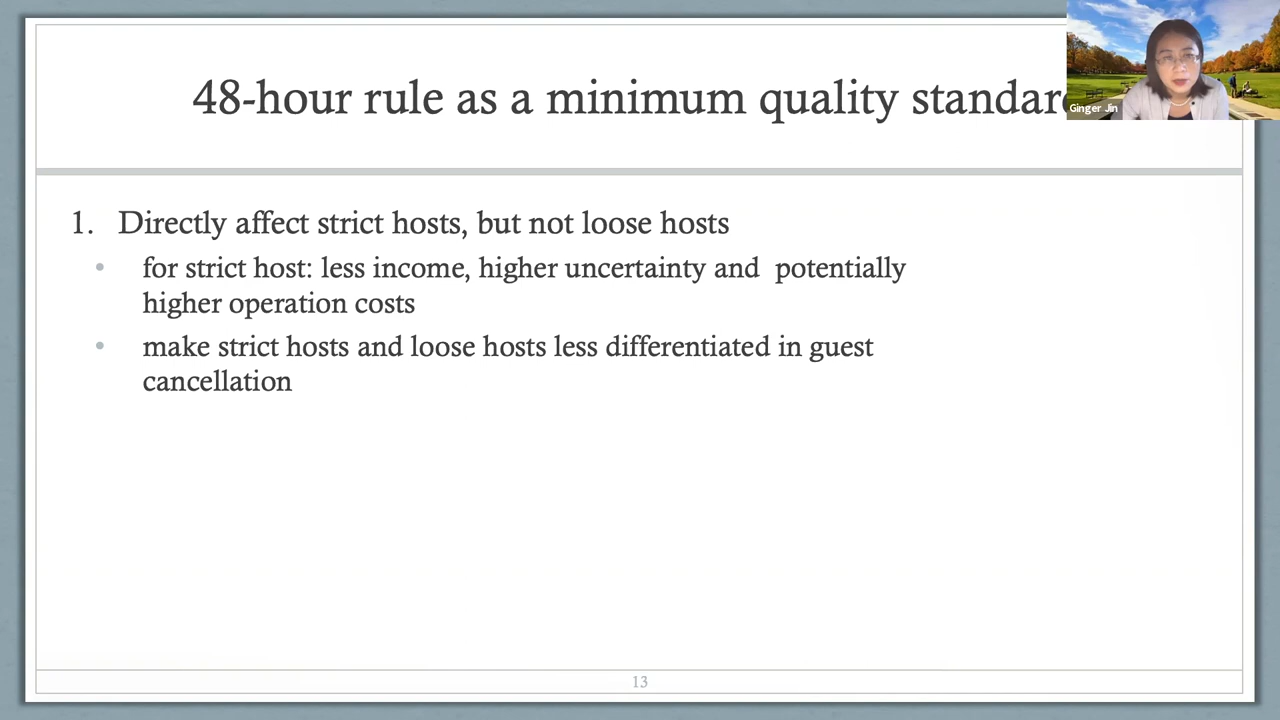 48-hour rule as a minimum quality standard
Ginger Jin
1. Directly affect strict hosts, but not loose hosts
• for strict host: less income, higher uncertainty and potentially
higher operation costs
• make strict hosts and loose hosts less differentiated in guest
cancellation
13